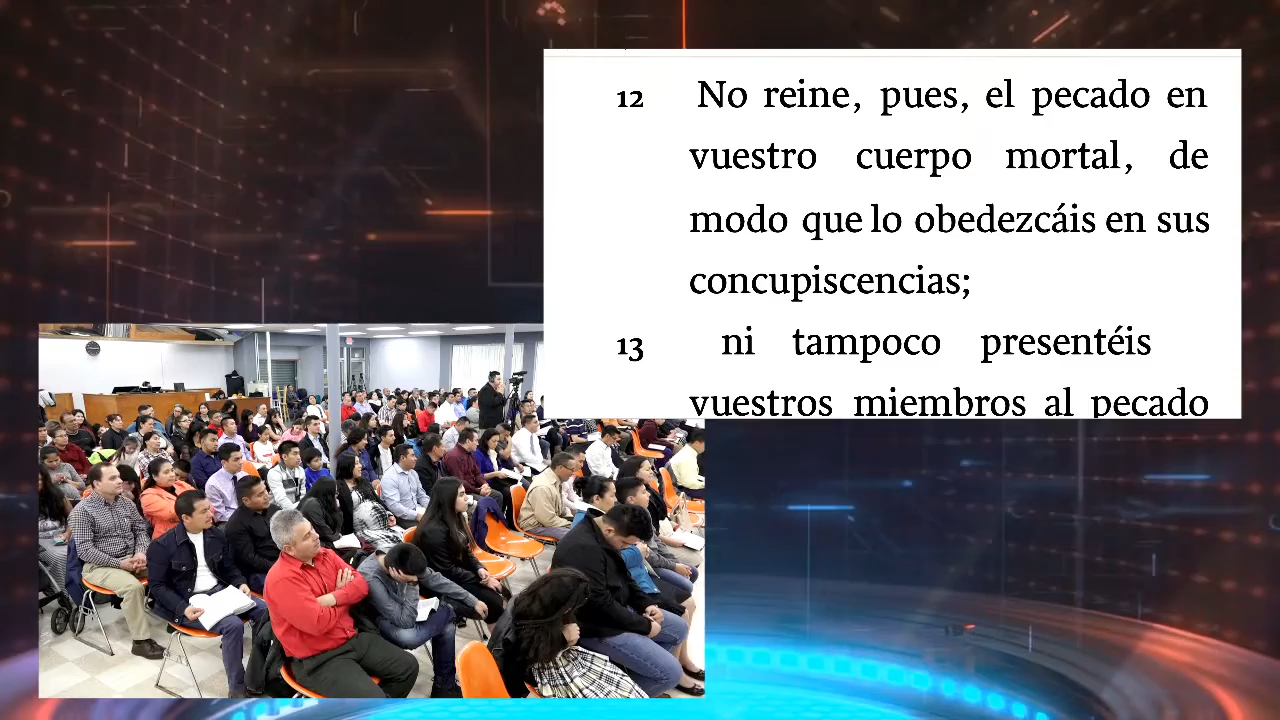 12 No reine, pues, el pecado en
vuestro cuerpo mortal, de
modo que lo obedezcáis en sus
concupiscencias;
13 ni tampoco presentéis
vuestros miembros al pecado